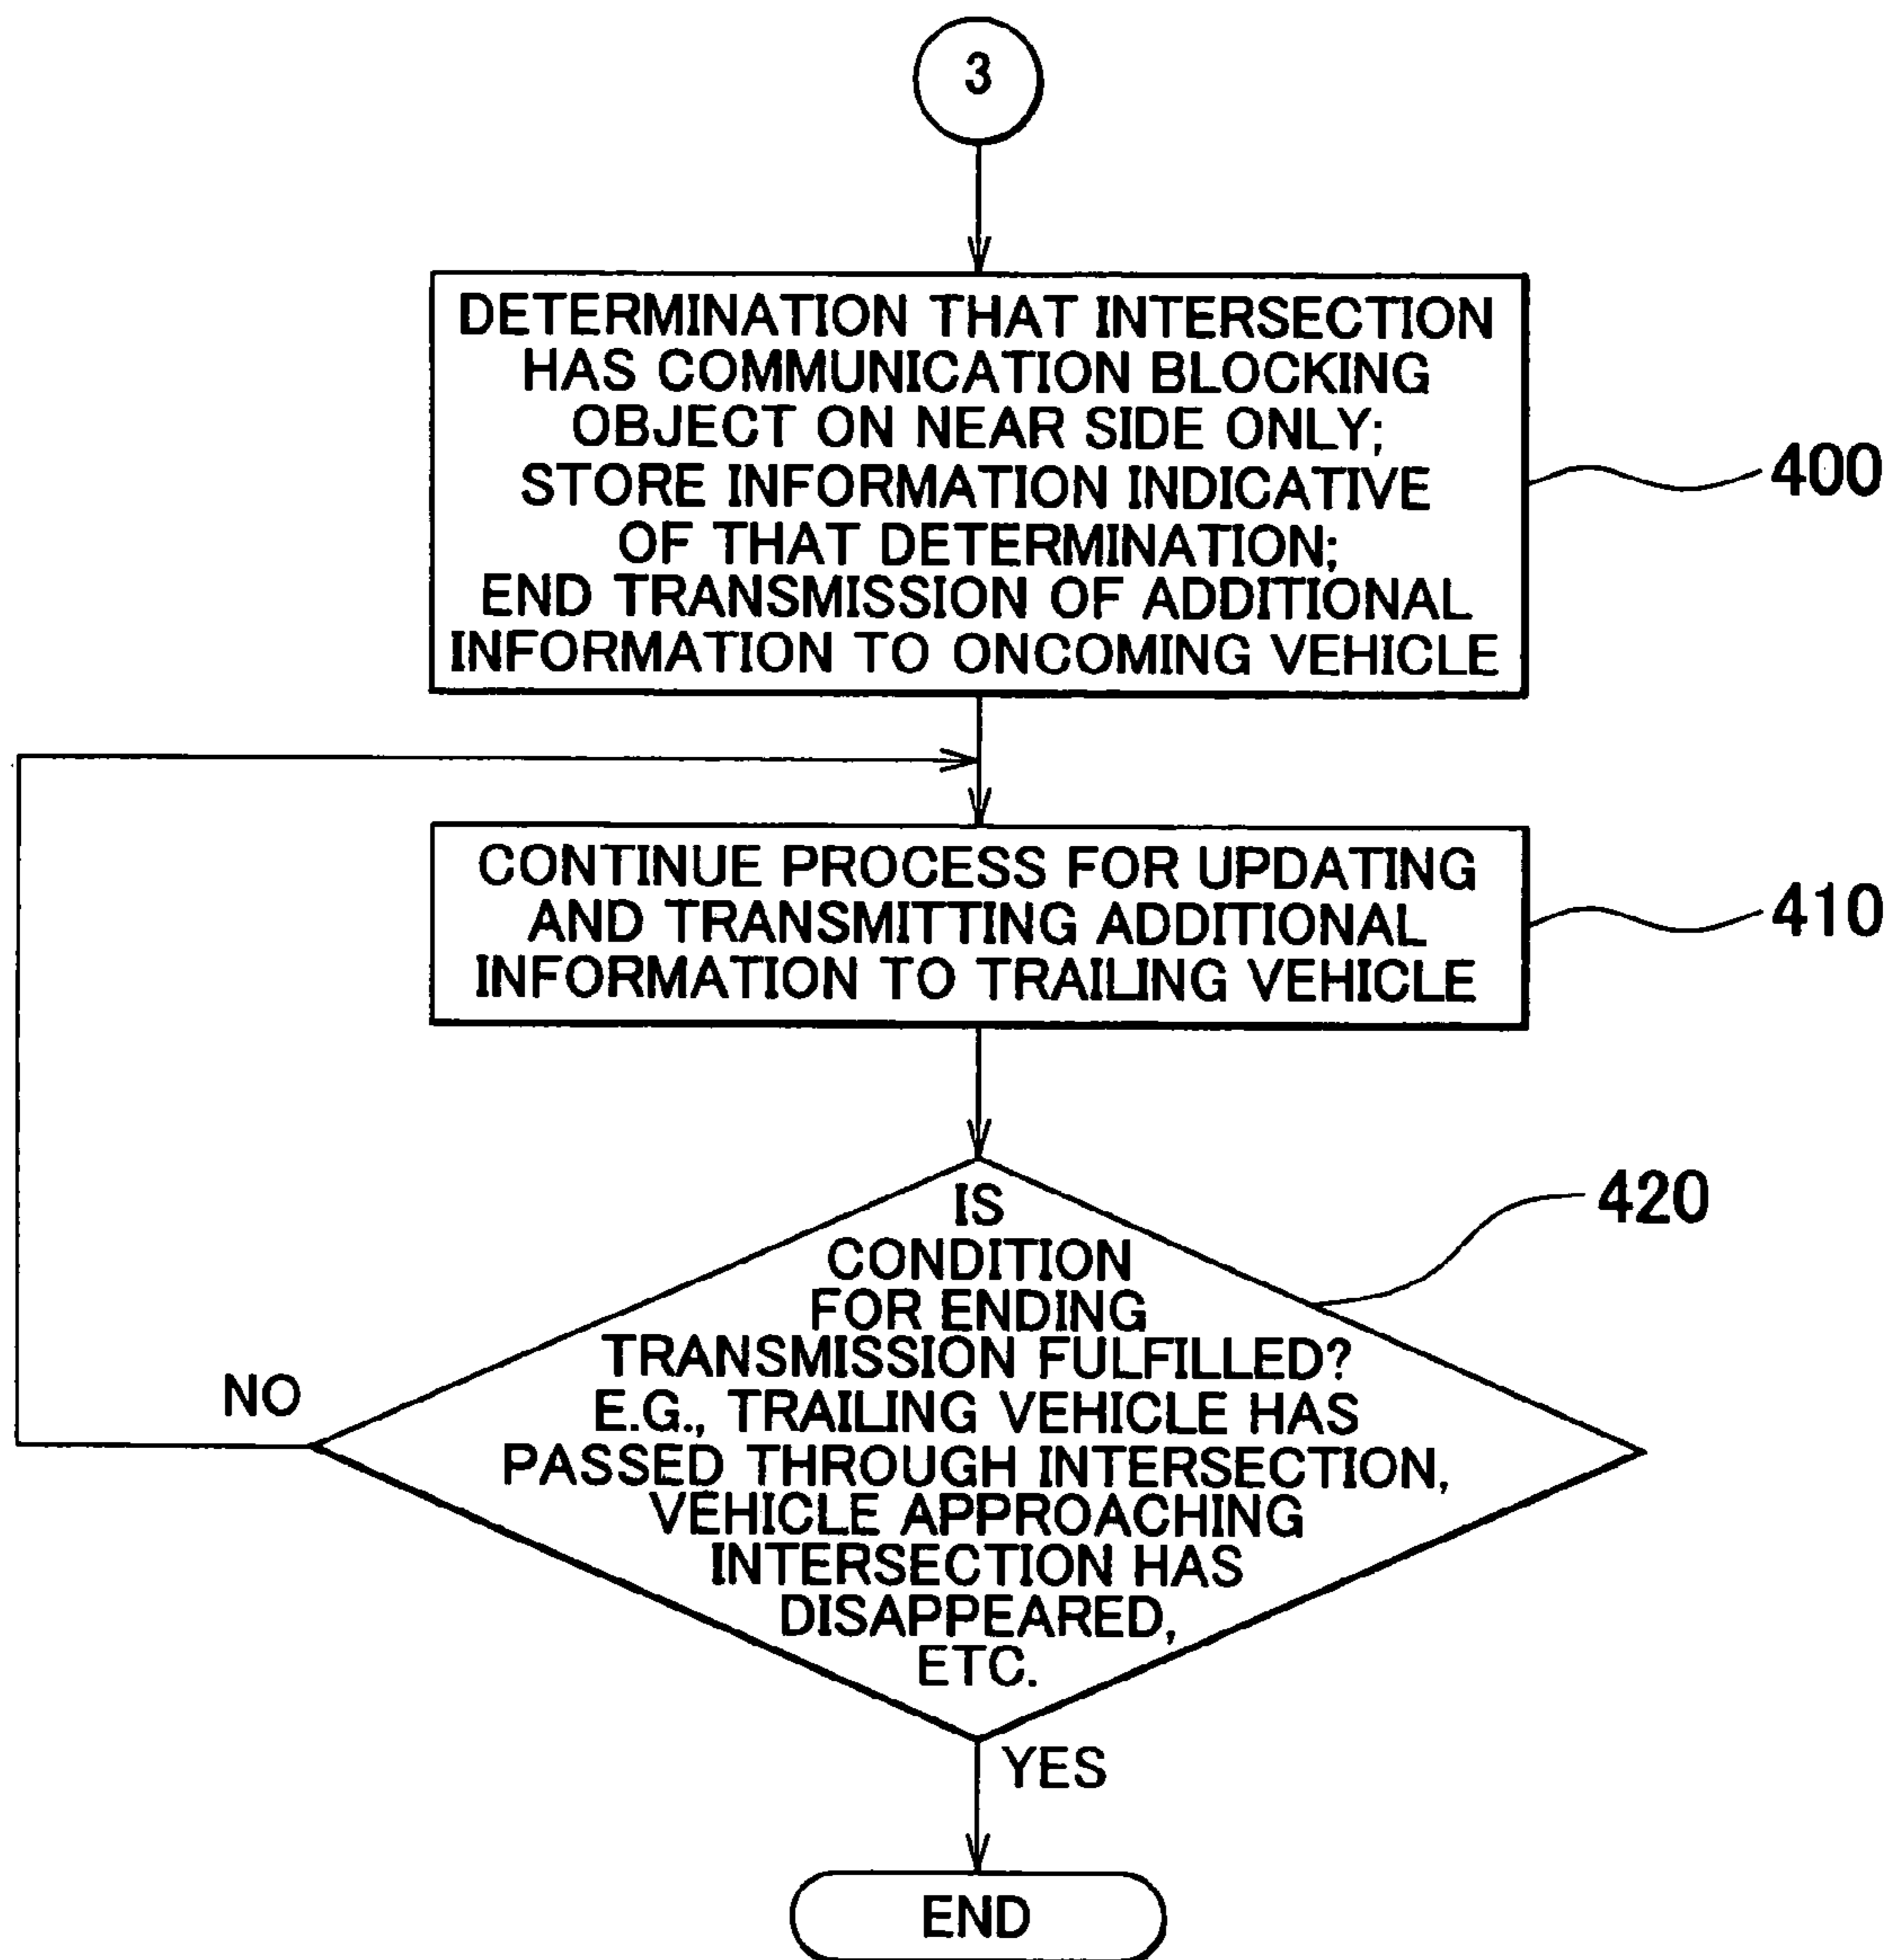 3
DETERMINATION THAT INTERSECTION
HAS COMMUNICATION BLOCKING
OBJECT ON NEAR SIDE ONLY;
STORE INFORMATION INDICATIVE
OF THAT DETERMINATION;
END TRANSMISSION OF ADDITIONAL
INFORMATION TO ONCOMING VEHICLE
400
CONTINUE PROCESS FOR UPDATING
AND TRANSMITTING ADDITIONAL
INFORMATION TO TRAILING VEHICLE
410
IS
CONDITION
FOR ENDING
TRANSMISSION FULFILLED?
E.G., TRAILING VEHICLE HAS
PASSED THROUGH INTERSECTION,
VEHICLE APPROACHING
INTERSECTION HAS
DISAPPEARED,
ETC.
420
NO
YES
END